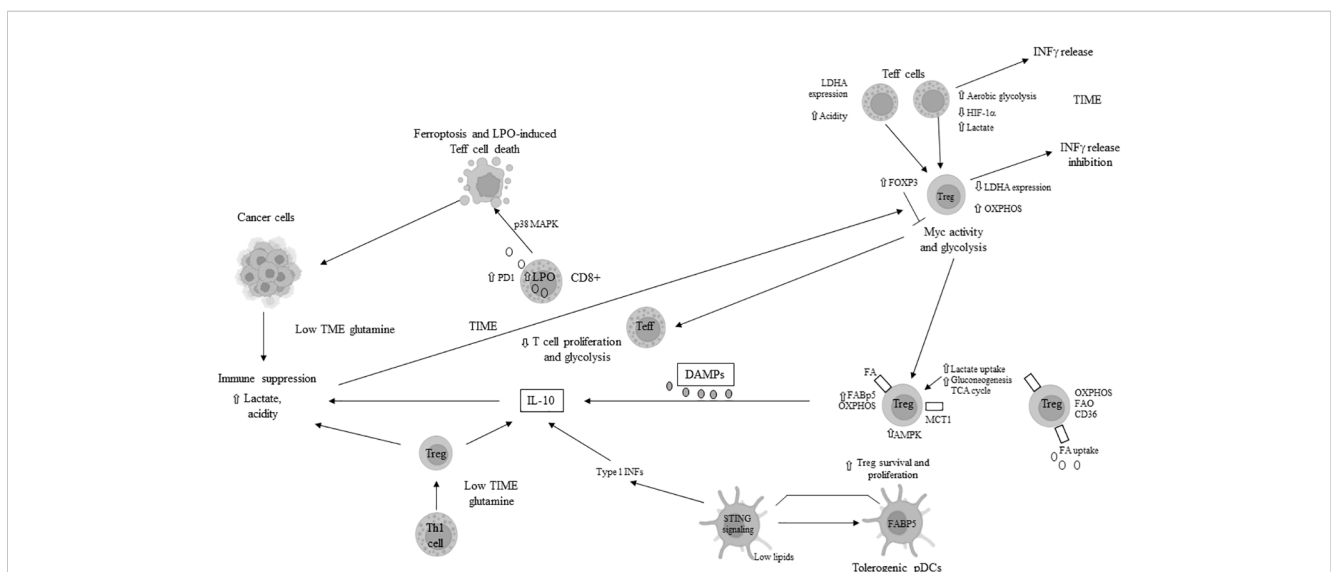 INFγ release
Teff cells
LDHA
expression
⇧ Acidity
⇧ Aerobic glycolysis
⇩ HIF-1α
⇧ Lactate
TIME
Ferroptosis and LPO-induced
Teff cell death
INFγ release
inhibition
⇧ FOXP3
Treg
⇩ LDHA expression
⇧ OXPHOS
Cancer cells
p38 MAPK
Myc activity
and glycolysis
⇧ PD1
⇧ LPO
CD8+
Low TME glutamine
TIME
Teff
⇩ T cell proliferation
and glycolysis
Immune suppression
⇧ Lactate,
acidity
IL-10
DAMPs
FA
⇧ FABp5
OXPHOS
Treg
⇧ Lactate uptake
⇧ Gluconeogenesis
TCA cycle
MCT1
⇧ AMPK
Treg
OXPHOS
FAO
CD36
FA uptake
Treg
Low TIME
glutamine
Th1
cell
Type 1 INFs
⇧ Treg survival and
proliferation
STING
signaling
Low lipids
FABP5
Tolerogenic pDCs